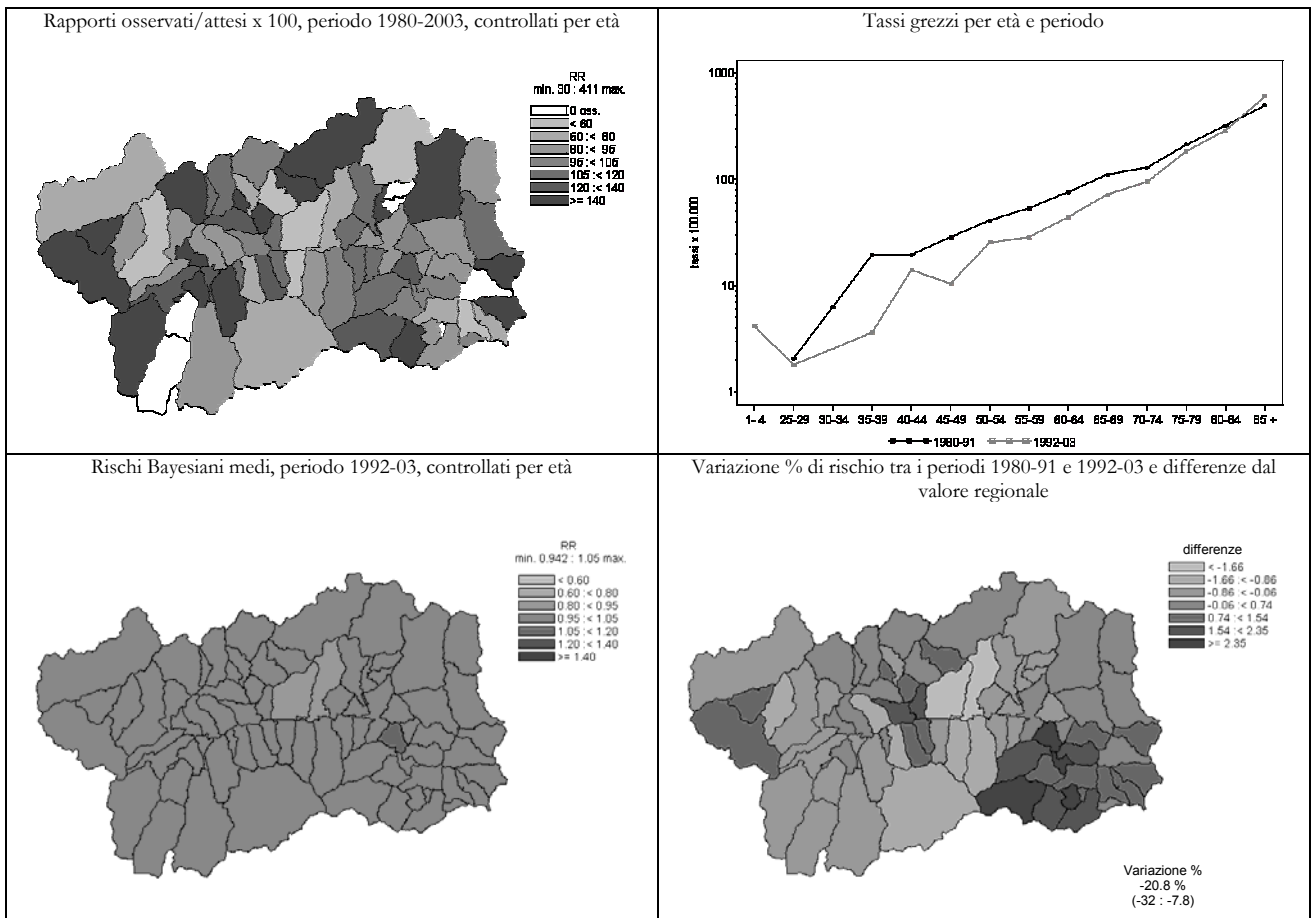 Rapporti osservati/attesi x 100, periodo 1980-2003, controllati per età
RR
min. 30 : 411 max.
0 oss.
< 60
60 :< 80
80 :< 95
95 :< 105
105 :< 120
120 :< 140
>= 140
Tassi grezzi per età e periodo
1000
100
10
1
tassi x 100.000
1- 4 25-29 30-34 35-39 40-44 45-49 50-54 55-59 60-64 65-69 70-74 75-79 80-84 85 +
1980-91 1992-03
Rischi Bayesiani medi, periodo 1992-03, controllati per età
RR
min. 0.942 : 1.05 max.
< 0.60
0.60 :< 0.80
0.80 :< 0.95
0.95 :< 1.05
1.05 :< 1.20
1.20 :< 1.40
>= 1.40
Variazione % di rischio tra i periodi 1980-91 e 1992-03 e differenze dal
valore regionale
differenze
< -1.66
-1.66 :< -0.86
-0.86 :< -0.06
-0.06 :< 0.74
0.74 :< 1.54
1.54 :< 2.35
>= 2.35
Variazione %
-20.8 %
(-32 : -7.8)